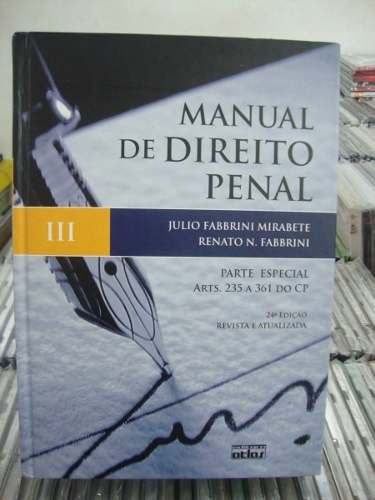 MANUAL
DE DIREITO
PENAL
III
JULIO FABBRINI MIRABETE
RENATO N. FABBRINI
PARTE ESPECIAL
ARTS. 235 A 361 DO CP
24ª EDIÇÃO
REVISTA E ATUALIZADA
atlas